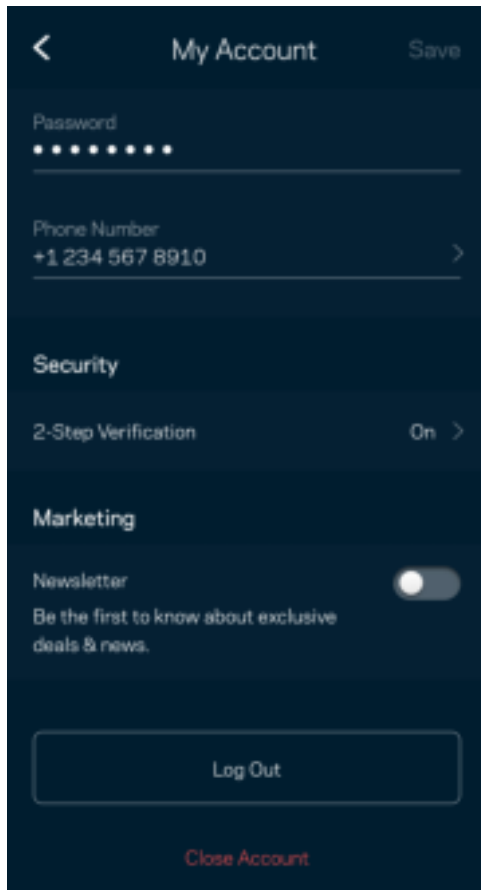 My Account Save
Password
Phone Number
+1 234 567 8910
Security
2-Step Verification On
Marketing
Newsletter
Be the first to know about exclusive
deals & news.
Log Out
Close Account